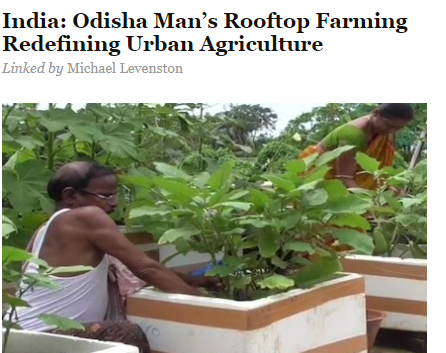 India: Odisha Man’s Rooftop Farming
Redefining Urban Agriculture
Linked by Michael Levenston